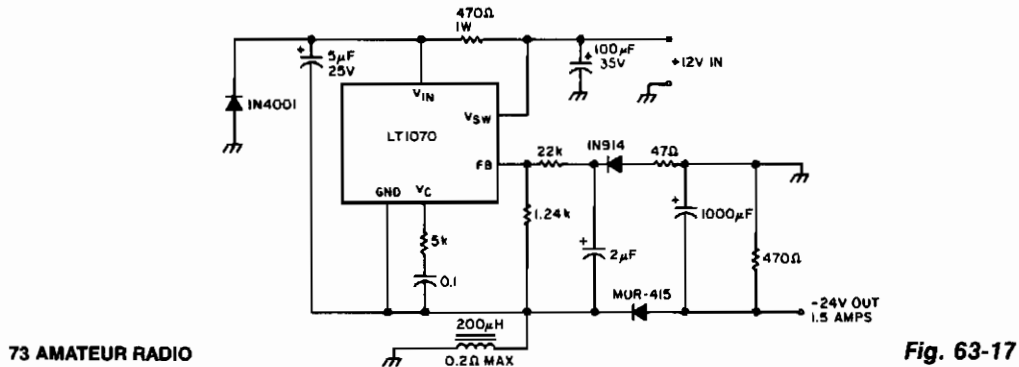 470Ω
1W
+
5µF
25V
+
100µF
35V
+12V IN
1N4001
VIN
VSW
LT1070
FB
22k
1N914
47Ω
GND
VC
1.24k
+
1000µF
5k
+
2µF
470Ω
0.1
MUR-415
-24V OUT
1.5 AMPS
200µH
0.2Ω MAX
73 AMATEUR RADIO
Fig. 63-17